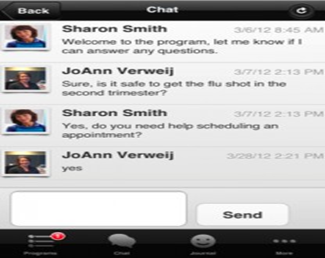 Back
Chat
Sharon Smith 3/6/12 8:45 AM
Welcome to the program, let me know if I
can answer any questions.
JoAnn Verweij 3/7/12 2:13 PM
Sure, is it safe to get the flu shot in the
second trimester?
Sharon Smith 3/7/12 2:13 PM
Yes, do you need help scheduling an
appointment?
JoAnn Verweij 3/28/12 2:21 PM
yes
Send
Programs
Chat
Journal
More